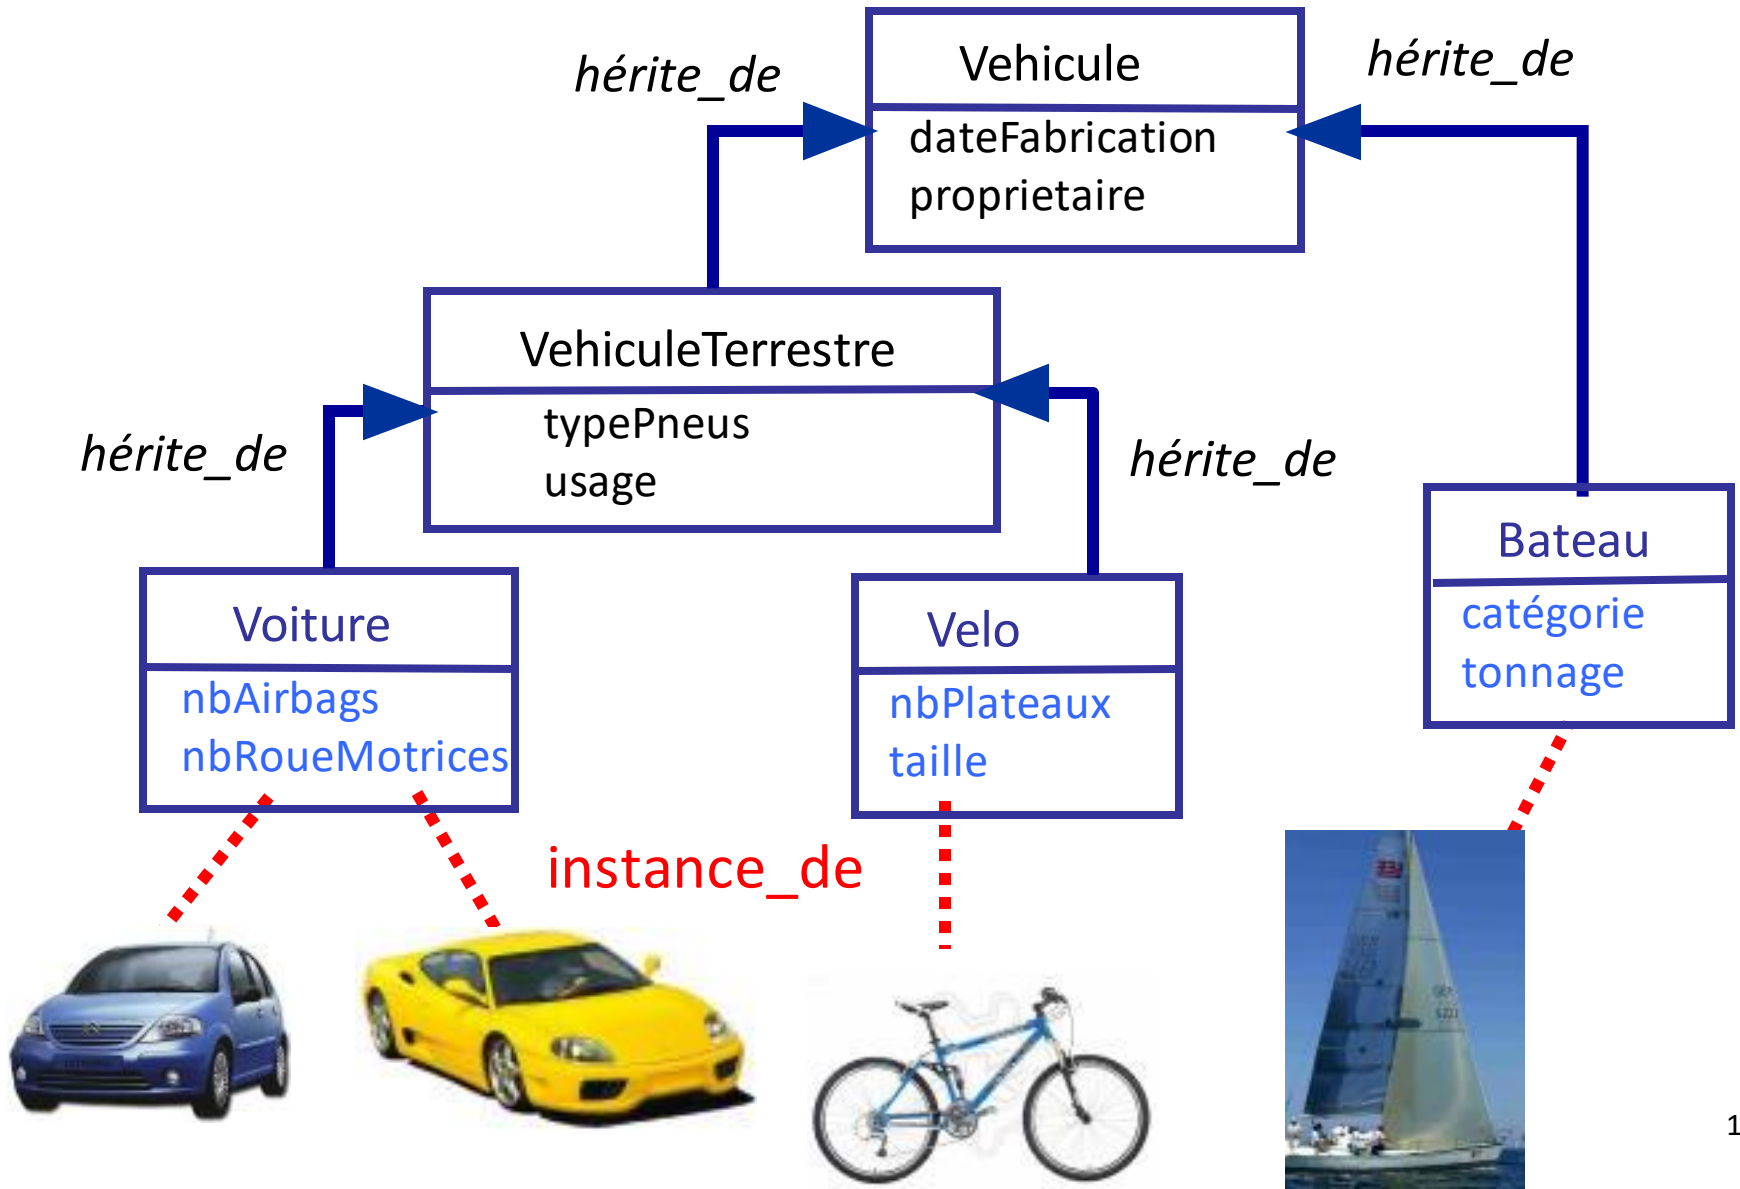 hérite_de
Vehicule
hérite_de
dateFabrication
proprietaire
VehiculeTerrestre
typePneus
usage
hérite_de
hérite_de
Bateau
catégorie
tonnage
Voiture
nbAirbags
nbRoueMotrices
Velo
nbPlateaux
taille
instance_de
1